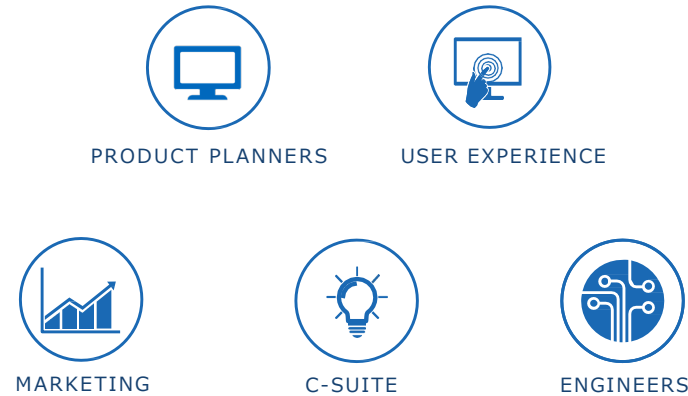 PRODUCT PLANNERS
USER EXPERIENCE
MARKETING
C-SUITE
ENGINEERS